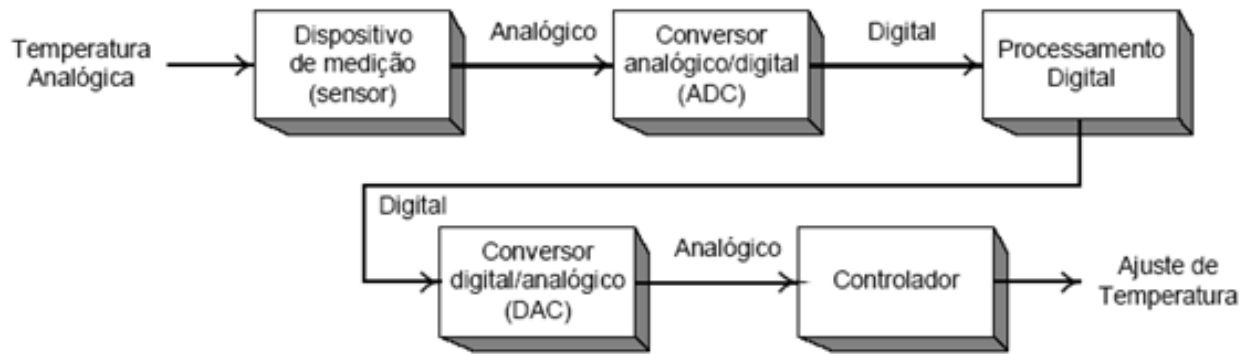 Temperatura
Analógica
Dispositivo
de medição
(sensor)
Analógico
Conversor
analógico/digital
(ADC)
Digital
Processamento
Digital
Digital
Conversor
digital/analógico
(DAC)
Analógico
Controlador
Ajuste de
Temperatura